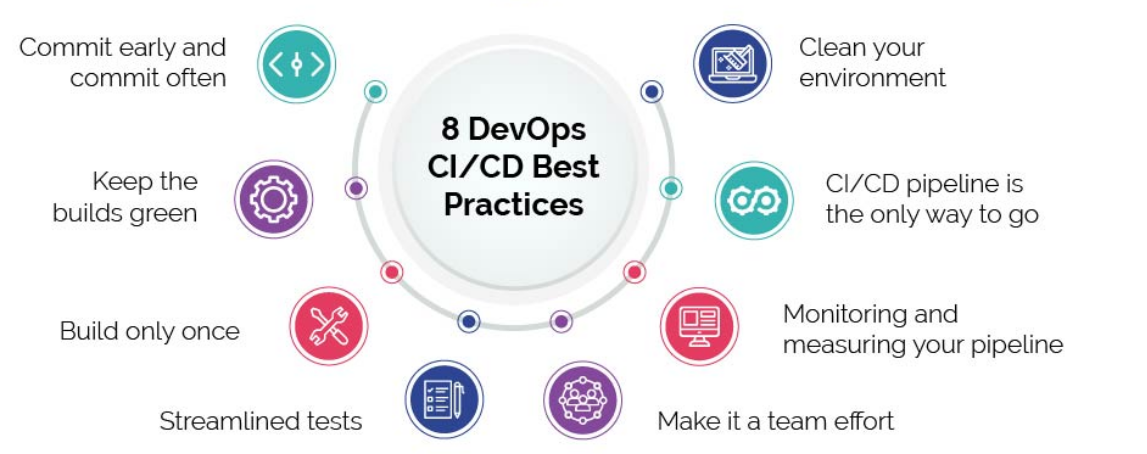 8 DevOps
CI/CD Best
Practices
Commit early and
commit often
Keep the
builds green
Build only once
Streamlined tests
Make it a team effort
Monitoring and
measuring your pipeline
CI/CD pipeline is
the only way to go
Clean your
environment